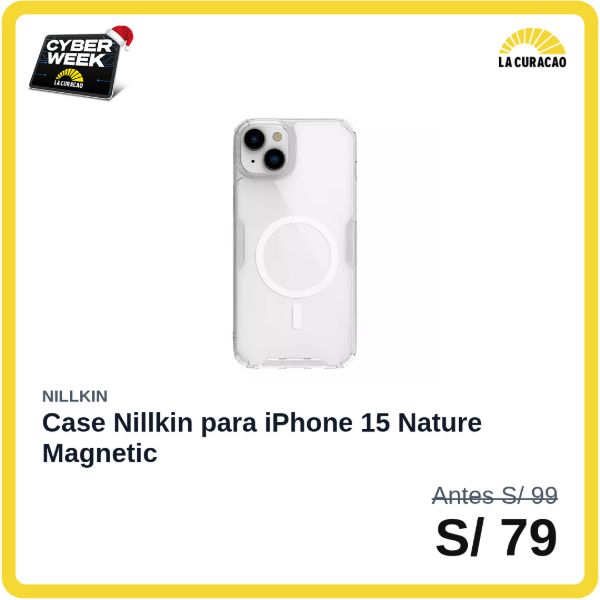 CYBER
WEEK
LA CURACAO
LA CURACAO
NILLKIN
Case Nillkin para iPhone 15 Nature
Magnetic
Antes S/ 99
S/ 79